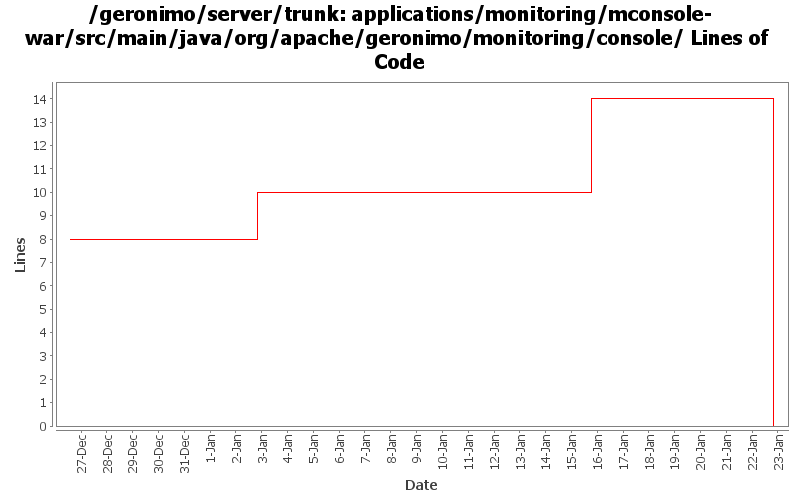 /geronimo/server/trunk: applications/monitoring/mconsole-
war/src/main/java/org/apache/geronimo/monitoring/console/ Lines of
Code
14
13
12
11
10
9
8
7
6
5
4
3
2
1
0
Lines
27-Dec
28-Dec
29-Dec
30-Dec
31-Dec
1-Jan
2-Jan
3-Jan
4-Jan
5-Jan
6-Jan
7-Jan
8-Jan
9-Jan
10-Jan
11-Jan
12-Jan
13-Jan
14-Jan
15-Jan
16-Jan
17-Jan
18-Jan
19-Jan
20-Jan
21-Jan
22-Jan
23-Jan
Date